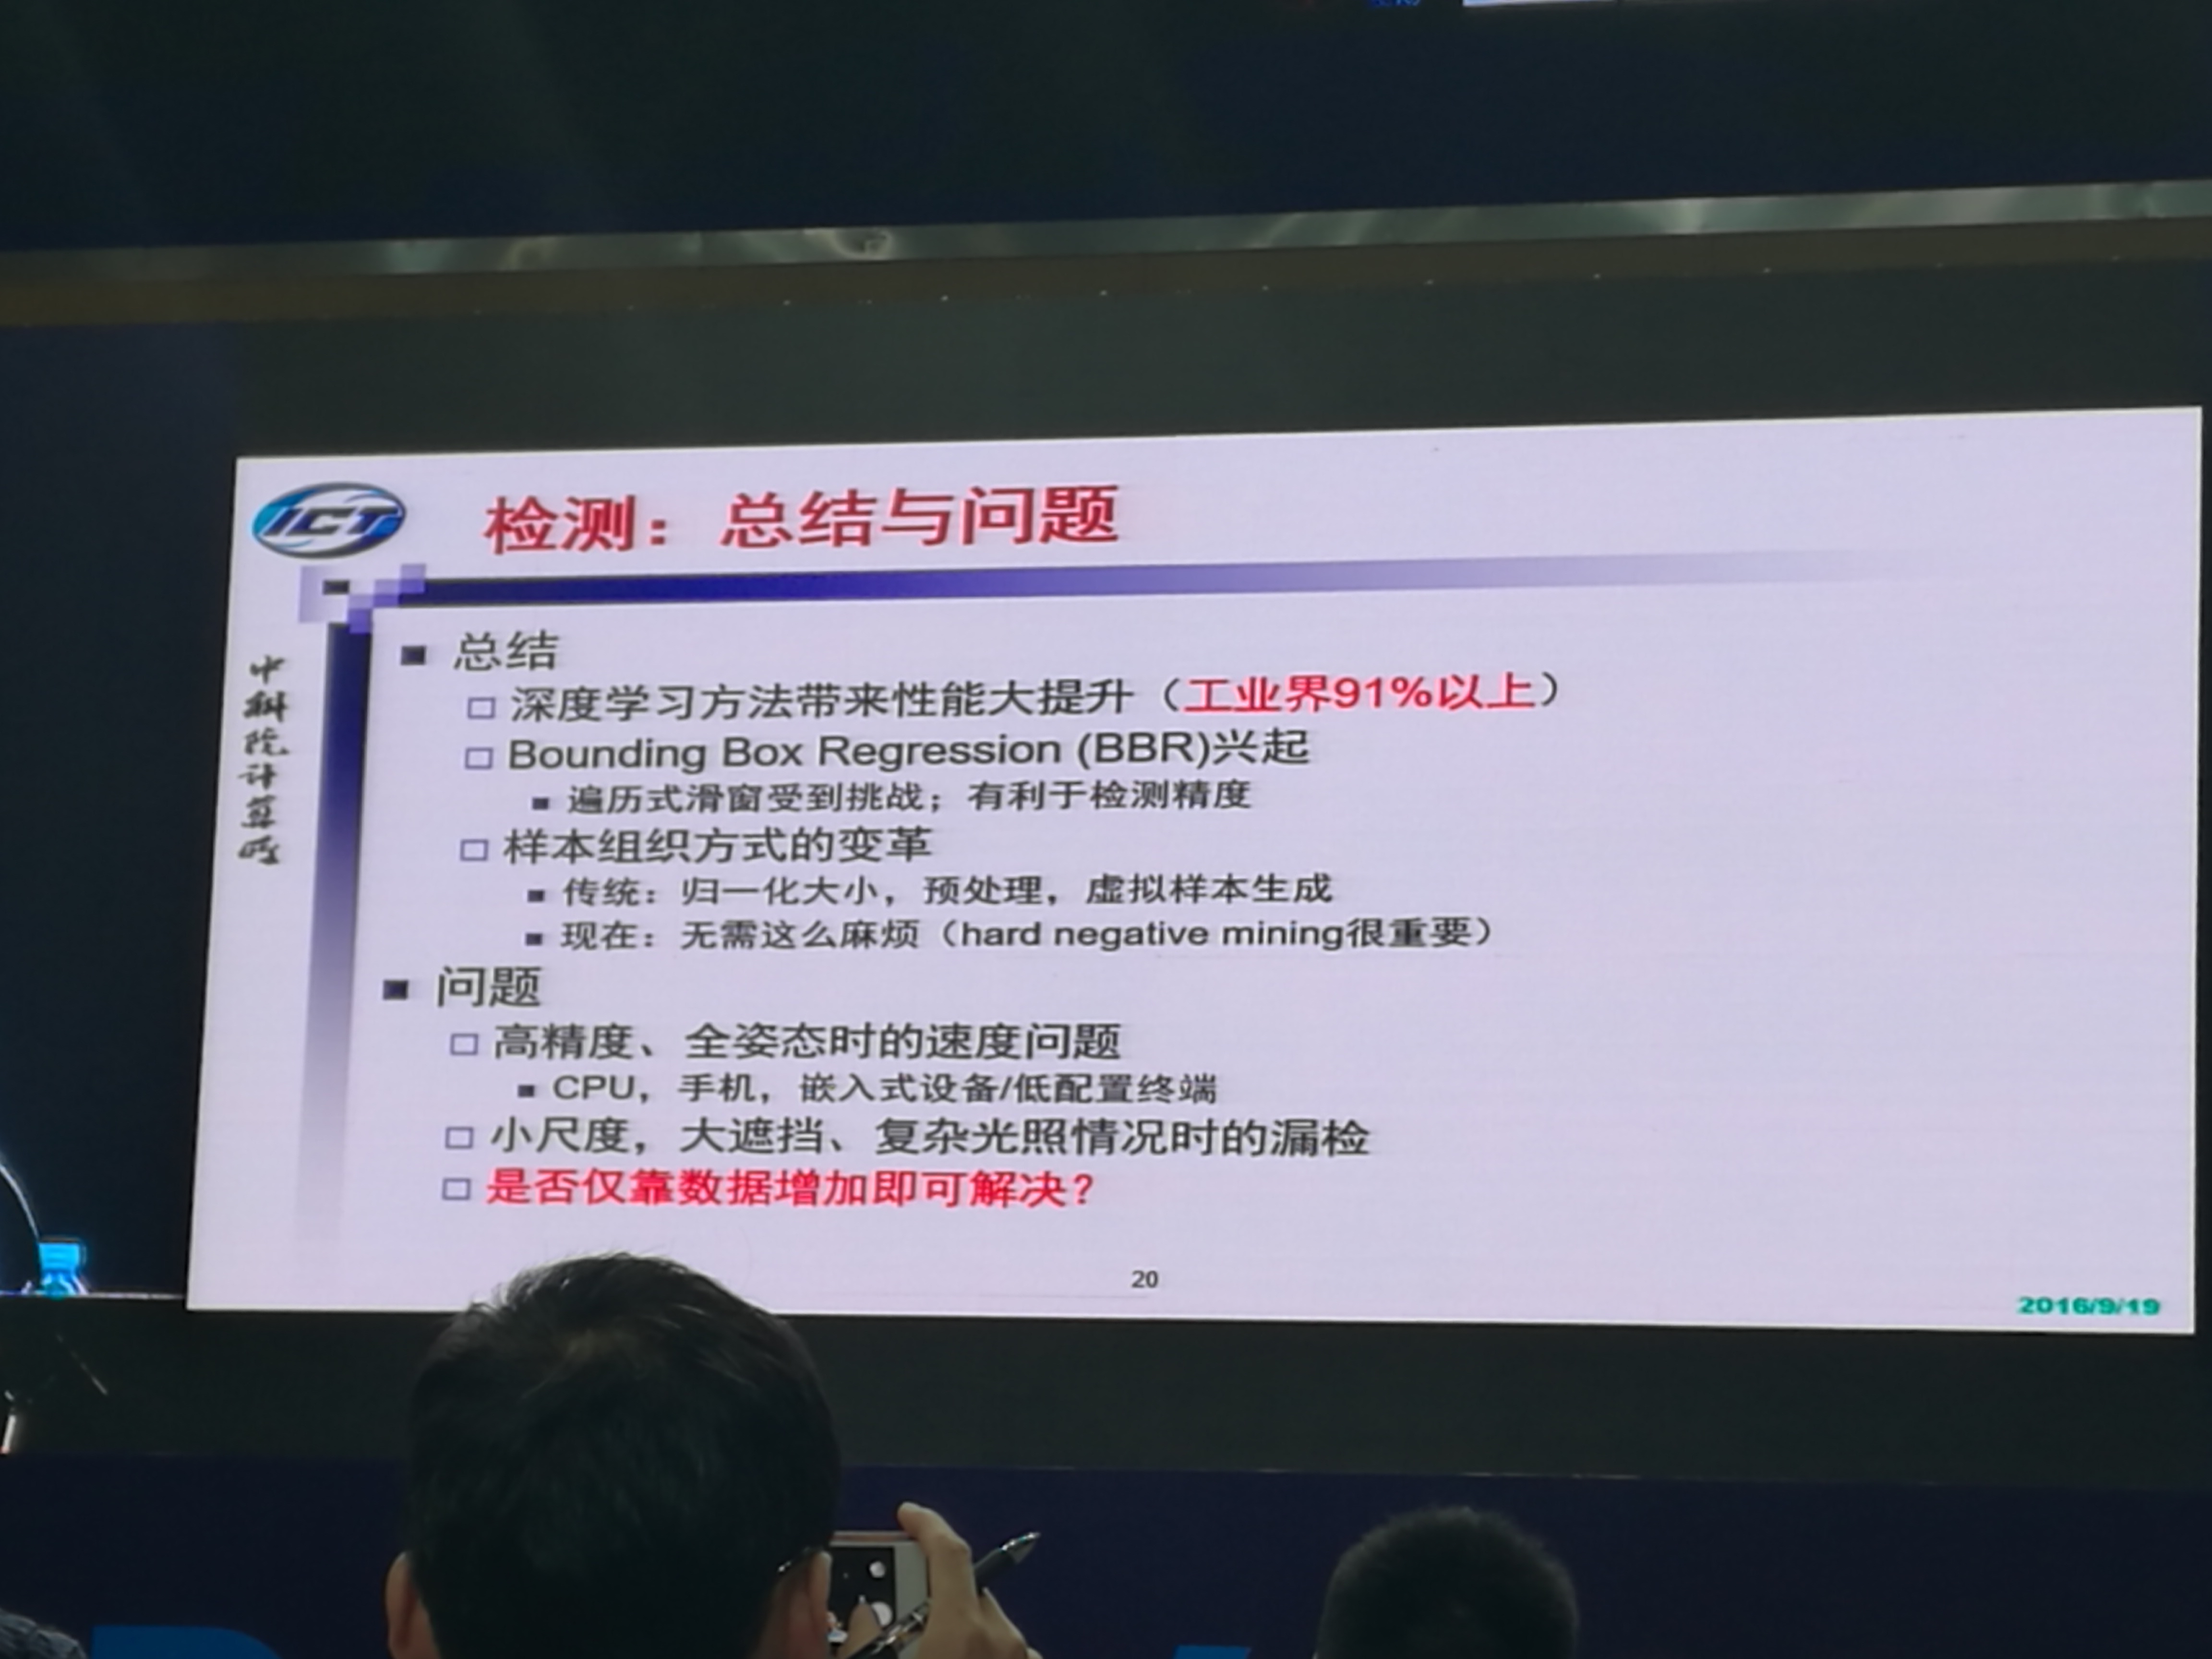 ICT
检测：总结与问题
中科院计算所
总结
深度学习方法带来性能大提升（工业界91%以上）
Bounding Box Regression (BBR)兴起
遍历式滑窗受到挑战；有利于检测精度
样本组织方式的变革
传统：归一化大小，预处理，虚拟样本生成
现在：无需这么麻烦（hard negative mining很重要）
问题
高精度、全姿态时的速度问题
CPU，手机，嵌入式设备/低配置终端
小尺度，大遮挡、复杂光照情况时的漏检
是否仅靠数据增加即可解决？
20
2016/9/19